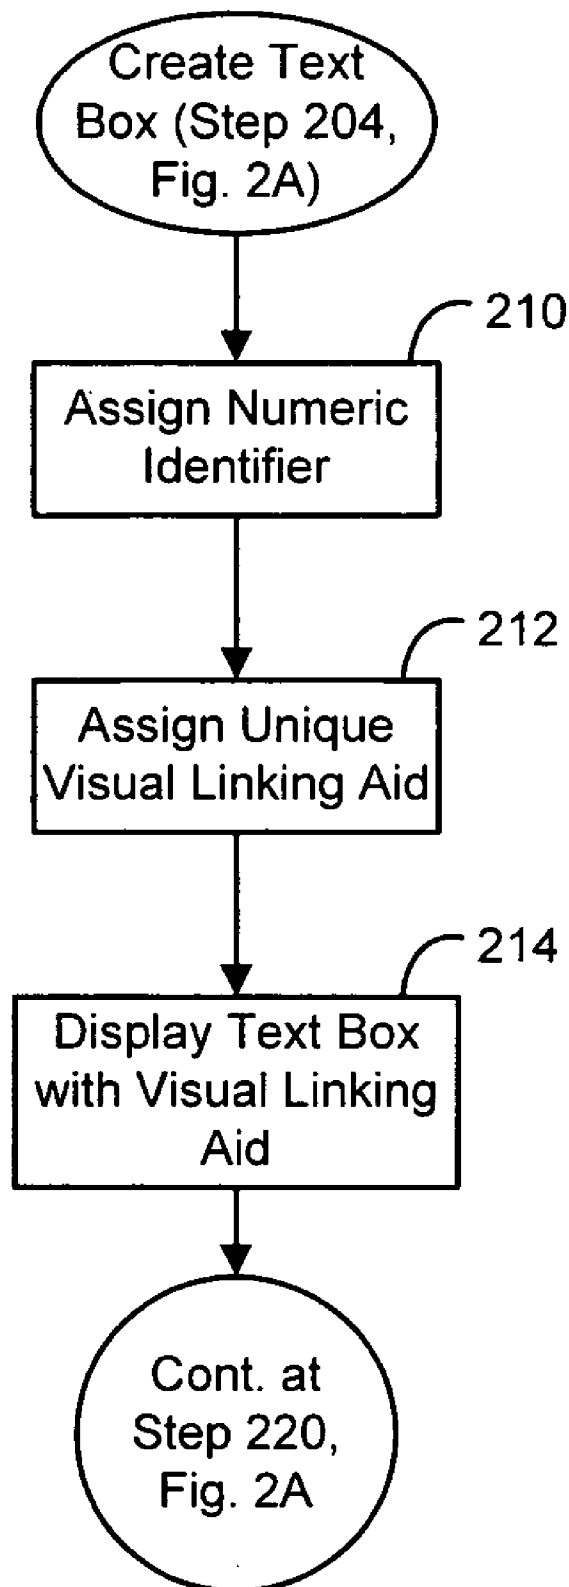 Create Text
Box (Step 204,
Fig. 2A)
210
Assign Numeric
Identifier
212
Assign Unique
Visual Linking Aid
214
Display Text Box
with Visual Linking
Aid
Cont. at
Step 220,
Fig. 2A